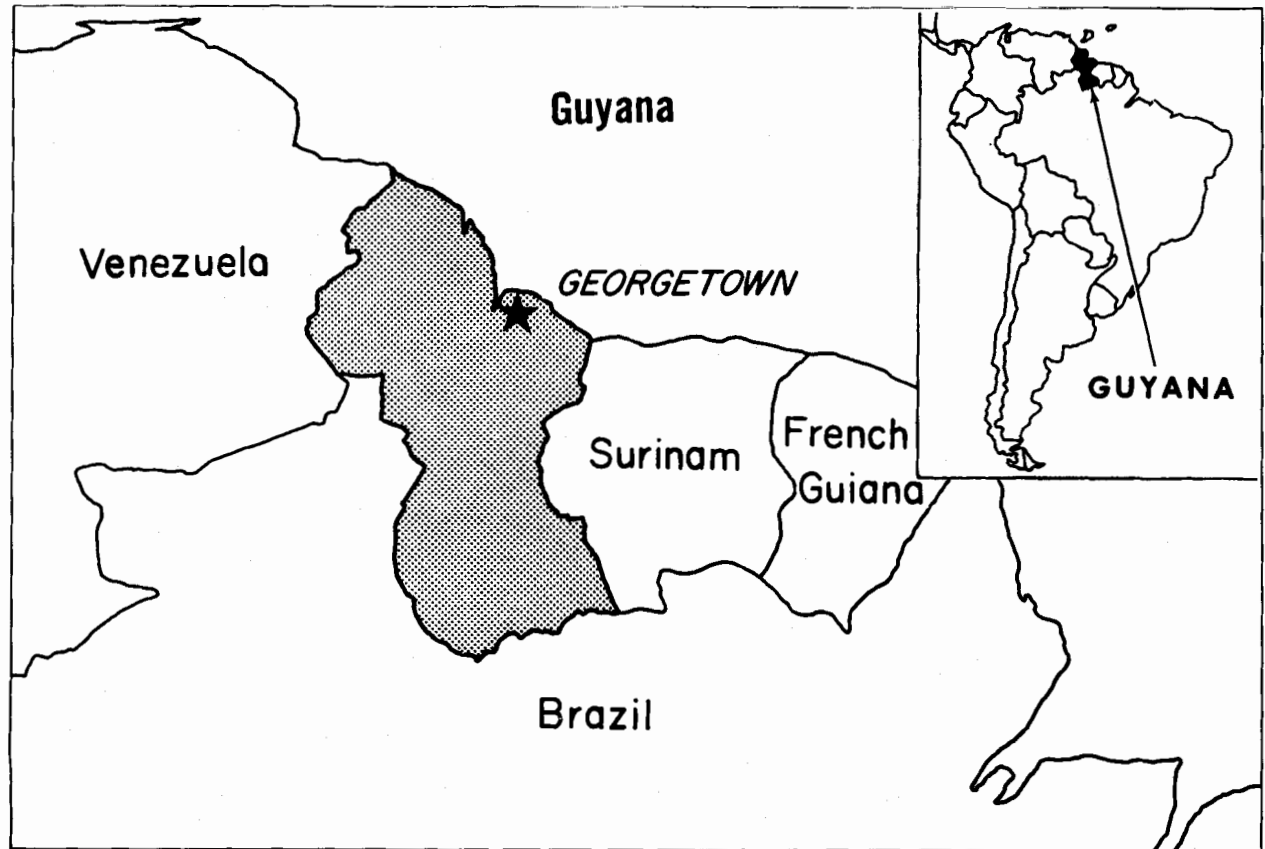 Guyana
Venezuela
GEORGETOWN
GUYANA
Surinam
French
Guiana
Brazil